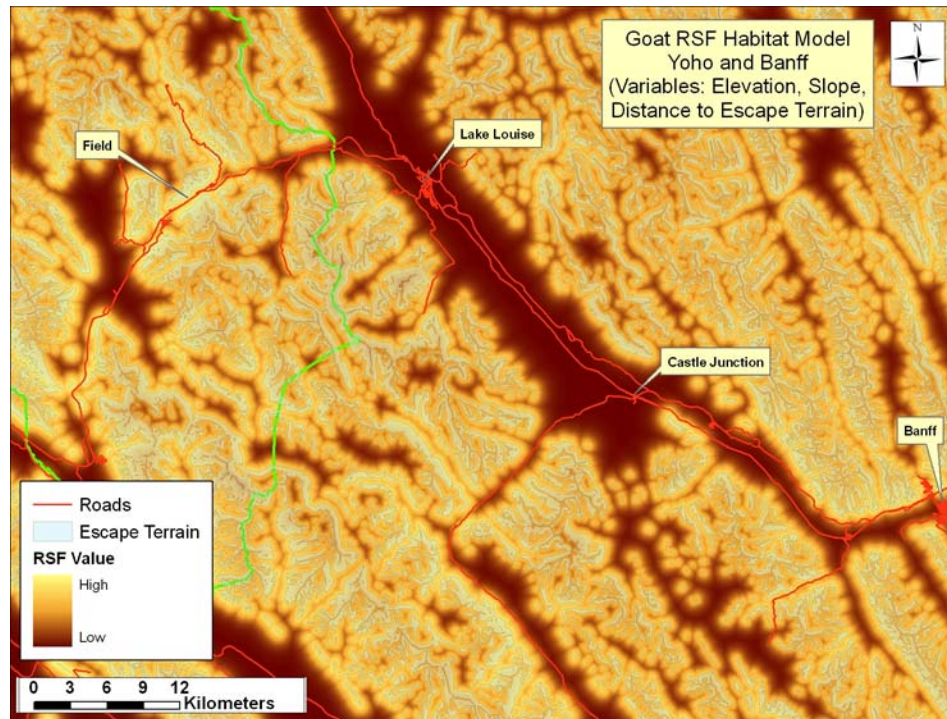 Goat RSF Habitat Model
Yoho and Banff
(Variables: Elevation, Slope,
Distance to Escape Terrain)
N
Lake Louise
Field
Castle Junction
Banff
Roads
Escape Terrain
RSF Value
High
Low
0 3 6 9 12
Kilometers